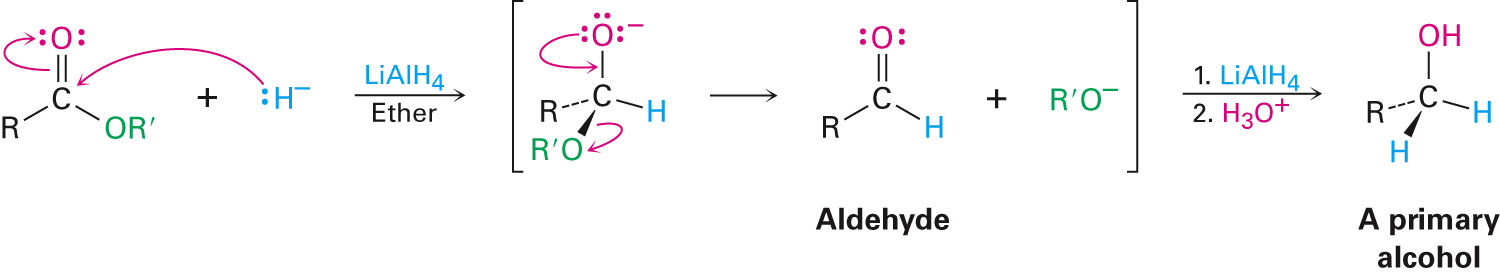 :O:
C
R
OR′
+
:H−
LiAlH4
Ether
:O:−
C
R
H
R′O
:O:
C
R
H
+
R′O−
1. LiAlH4
2. H3O+
OH
C
R
H
H
Aldehyde
A primary
alcohol